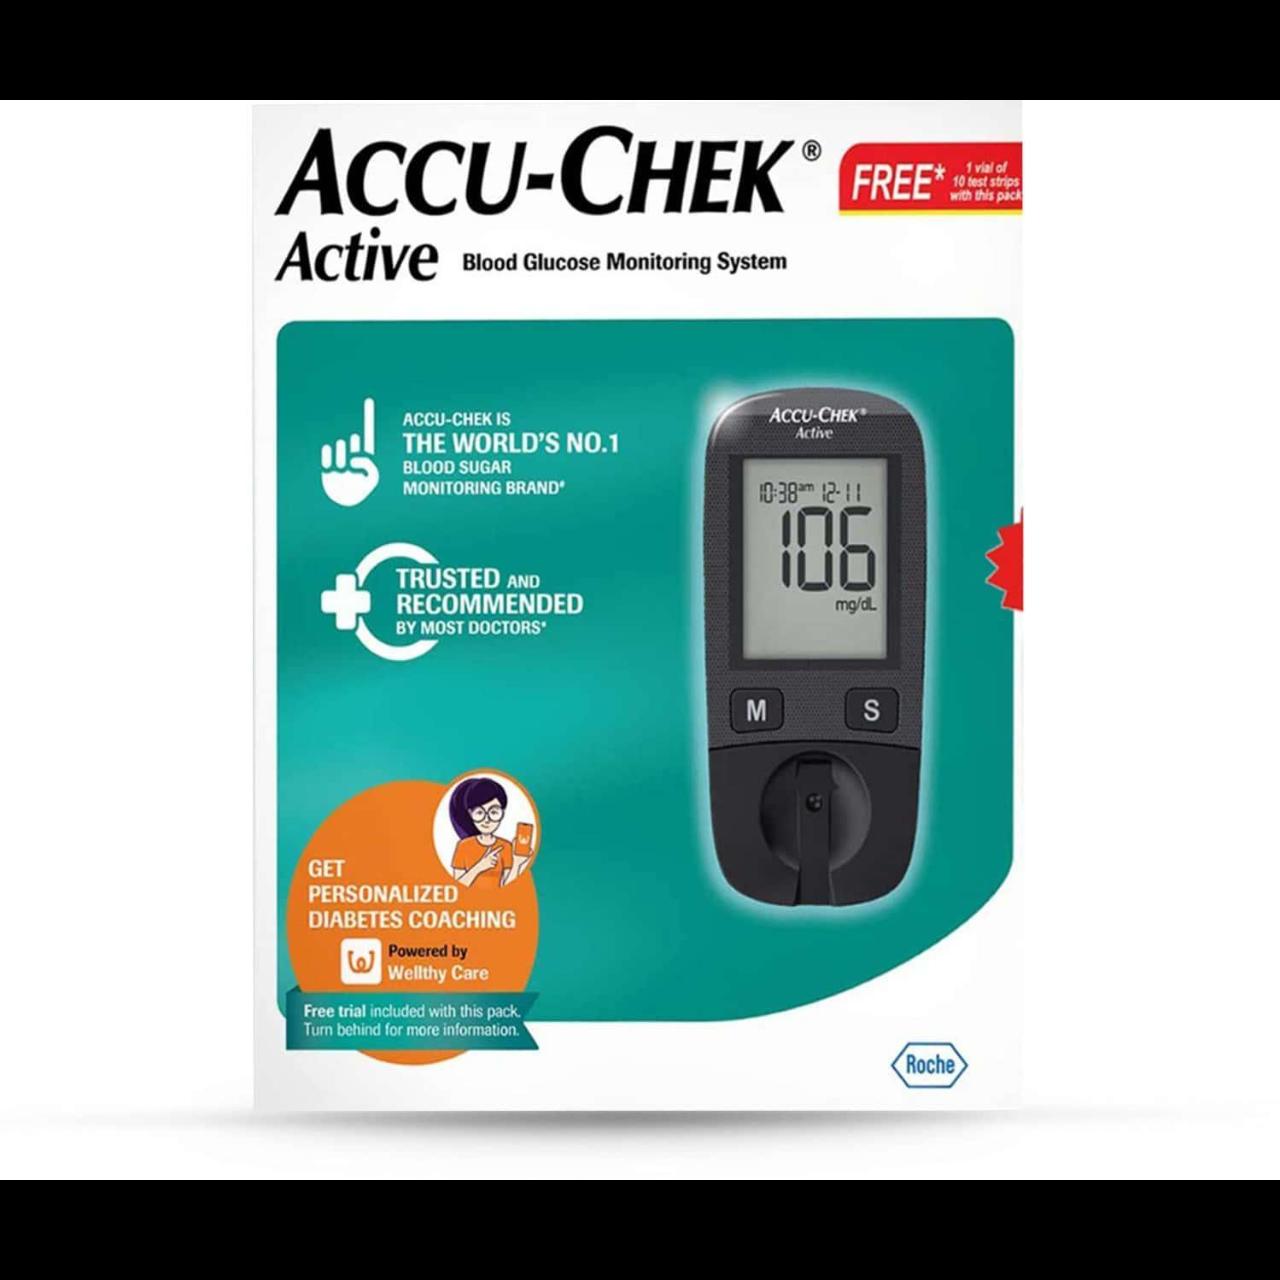 ACCU-CHEK®
FREE*
1 vial of
10 test strips
with this pack
Active Blood Glucose Monitoring System
ACCU-CHEK IS
THE WORLD'S NO.1
BLOOD SUGAR
MONITORING BRAND#
TRUSTED AND
RECOMMENDED
BY MOST DOCTORS*
ACCU-CHEK®
Active
10:38am 12-11
106
mg/dL
M S
GET
PERSONALIZED
DIABETES COACHING
Powered by
Wellthy Care
Free trial included with this pack.
Turn behind for more information.
Roche